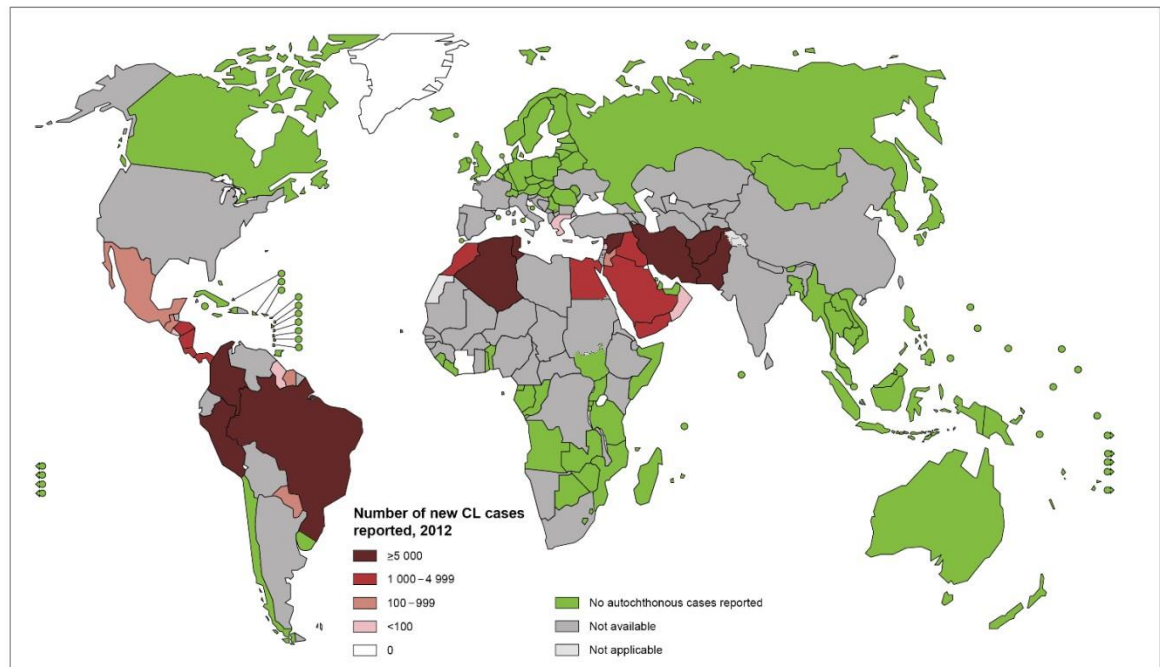 Number of new CL cases
reported, 2012
≥5 000
1 000–4 999
100–999
<100
0
No autochthonous cases reported
Not available
Not applicable